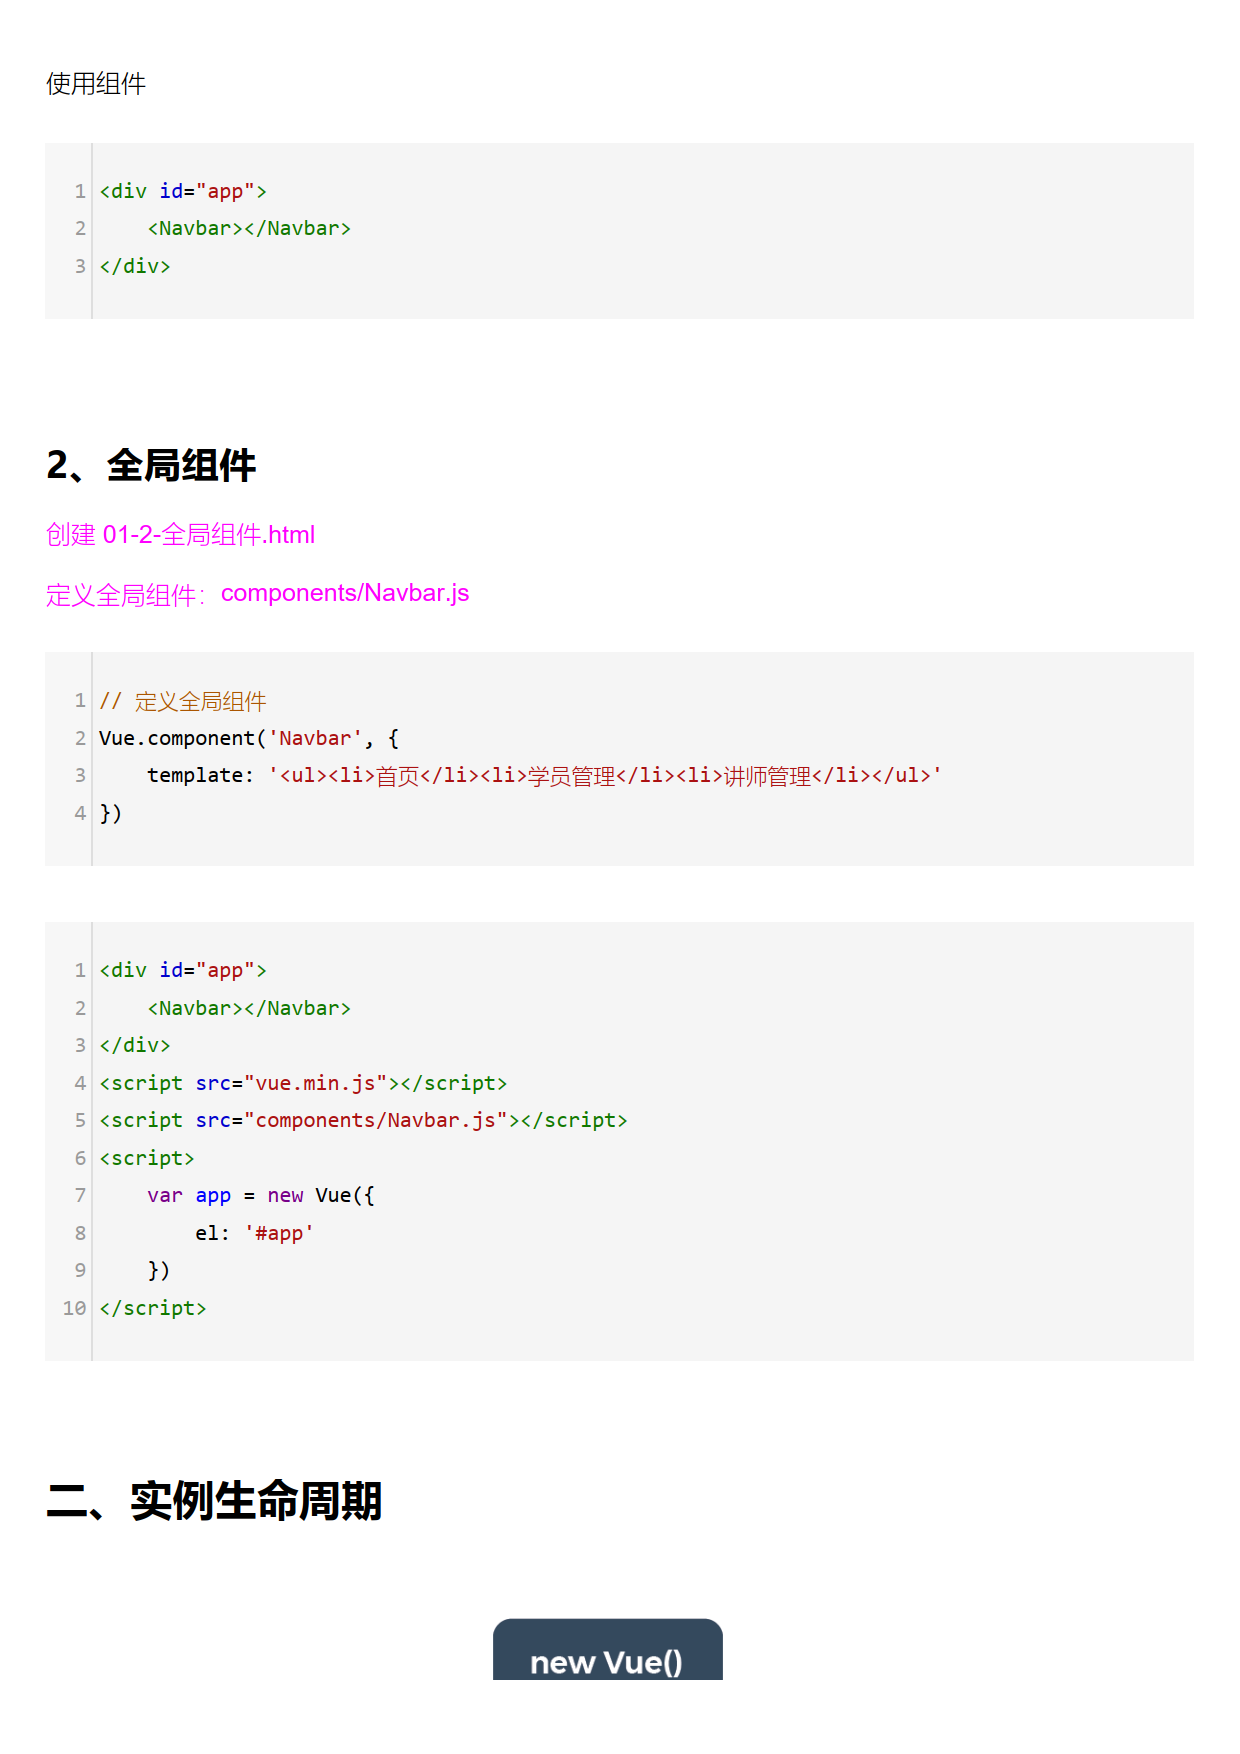 使用组件
1 <div id="app">
2     <Navbar></Navbar>
3 </div>
2、全局组件
创建 01-2-全局组件.html
定义全局组件：components/Navbar.js
1 // 定义全局组件
2 Vue.component('Navbar', {
3     template: '<ul><li>首页</li><li>学员管理</li><li>讲师管理</li></ul>'
4 })
1 <div id="app">
2     <Navbar></Navbar>
3 </div>
4 <script src="vue.min.js"></script>
5 <script src="components/Navbar.js"></script>
6 <script>
7     var app = new Vue({
8         el: '#app'
9     })
10 </script>
二、实例生命周期
new Vue()